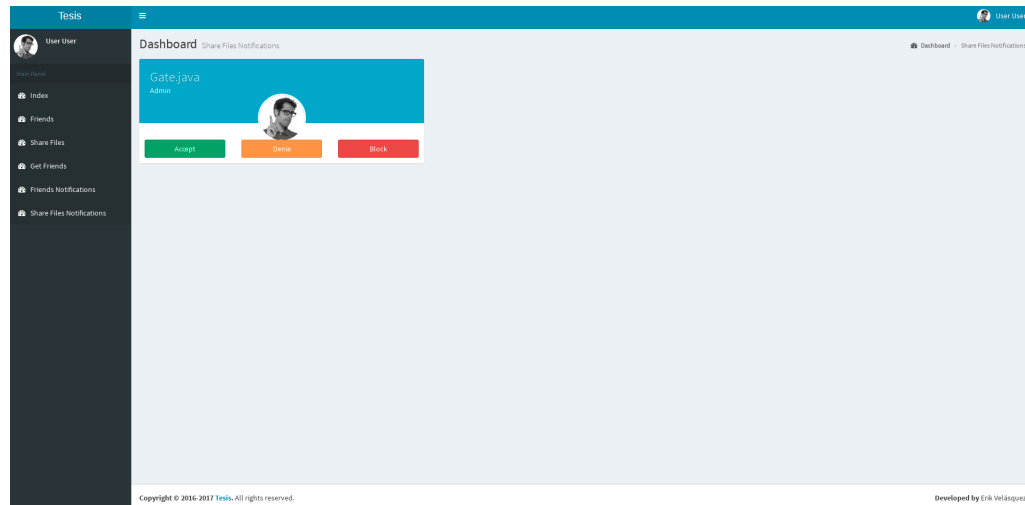 Tesis
User User
User User
Main Panel
Index
Friends
Share Files
Get Friends
Friends Notifications
Share Files Notifications
Dashboard Share Files Notifications
Dashboard > Share Files Notifications
Gate.java
Admin
Accept
Denie
Block
Copyright © 2016-2017 Tesis. All rights reserved.
Developed by Erik Velásquez